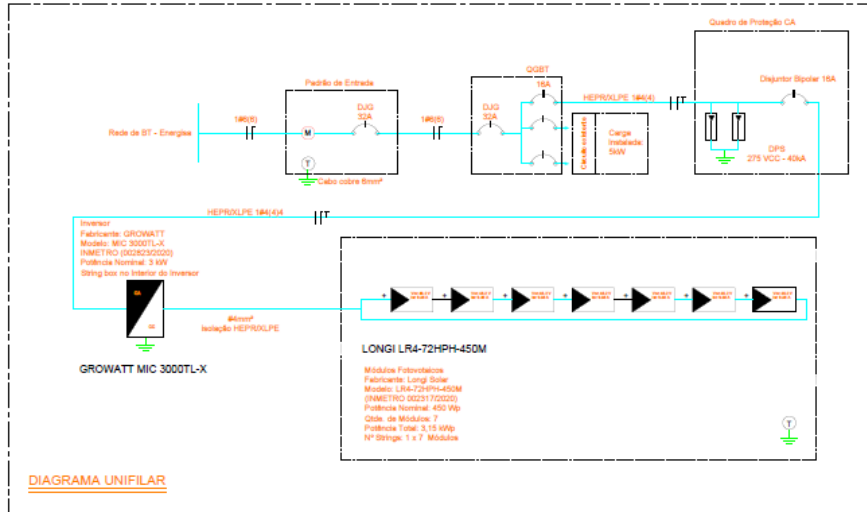 Quadro de Proteção CA
Padrão de Entrada
QGBT
16A
HEPR/XLPE 1#4(4)
Disjuntor Bipolar 16A
Rede de BT - Energisa
1#6(6)
DJG
32A
1#6(6)
DJG
32A
M
T
Cabo cobre 6mm²
Circuito existente
Carga
Instalada:
5kW
DPS
275 VCC - 40kA
HEPR/XLPE 1#4(4)4
Inversor
Fabricante: GROWATT
Modelo: MIC 3000TL-X
INMETRO (002823/2020)
Potência Nominal: 3 kW
String box no Interior do Inversor
#4mm²
Isolação HEPR/XLPE
GROWATT MIC 3000TL-X
LONGI LR4-72HPH-450M
Módulos Fotovoltaicos
Fabricante: Longi Solar
Modelo: LR4-72HPH-450M
(INMETRO 002317/2020)
Potência Nominal: 450 Wp
Qtde. de Módulos: 7
Potência Total: 3,15 kWp
Nº Strings: 1 x 7 Módulos
T
DIAGRAMA UNIFILAR